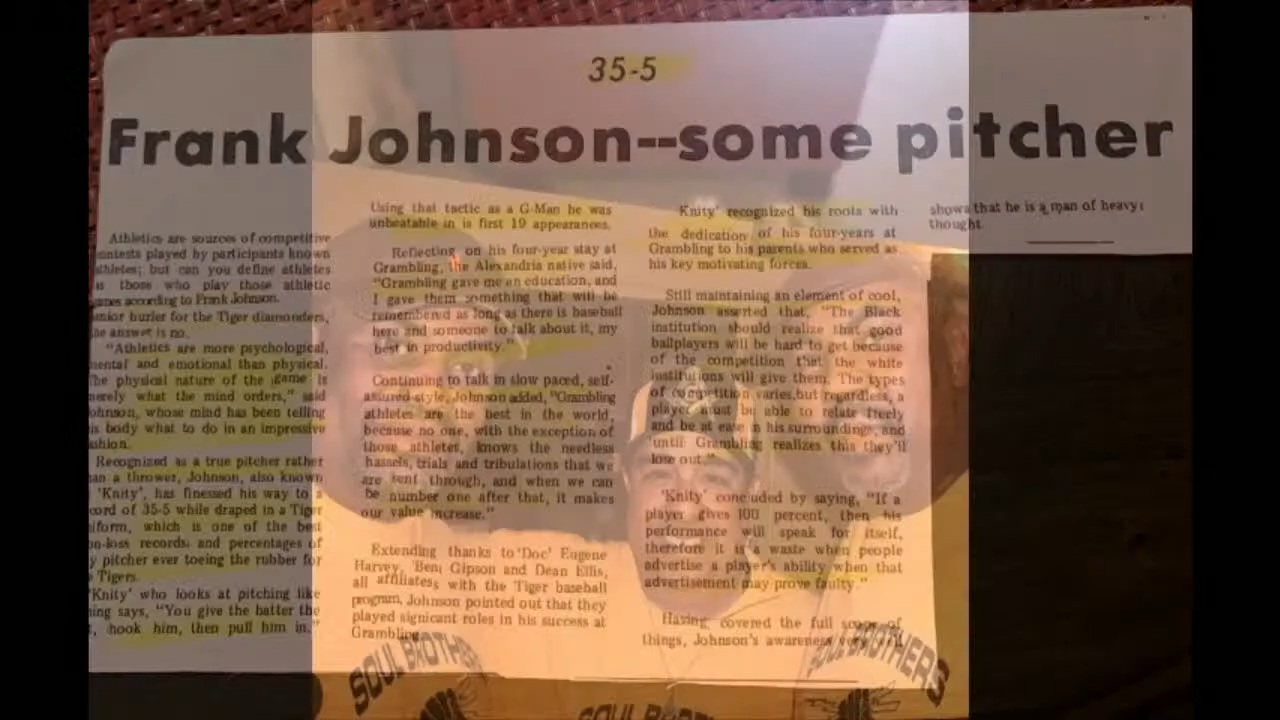 35-5
Frank Johnson--some pitcher
Athletics are sources of competitive
contests played by participants known
athletes; but can you define athletes
as those who play those athletic
games according to Frank Johnson.
senior hurler for the Tiger diamonders,
the answer is no.
"Athletics are more psychological,
mental and emotional than physical.
The physical nature of the game is
merely what the mind orders," said
Johnson, whose mind has been telling
his body what to do in an impressive
fashion.
Recognized as a true pitcher rather
than a thrower, Johnson, also known
'Knity', has finessed his way to a
record of 35-5 while draped in a Tiger
uniform, which is one of the best
won-loss records and percentages of
any pitcher ever toeing the rubber for
Tigers.
'Knity' who looks at pitching like
says, "You give the batter the
hook him, then pull him in."
Using that tactic as a G-Man he was
unbeatable in is first 19 appearances.
Reflecting on his four-year stay at
Grambling, the Alexandria native said,
"Grambling gave me an education, and
I gave them something that will be
remembered as long as there is baseball
here and someone to talk about it, my
best in productivity."
Continuing to talk in slow paced, self-
assured style, Johnson added, "Grambling
athletes are the best in the world,
because no one, with the exception of
those athletes, knows the needless
hassels, trials and tribulations that we
are sent through, and when we can
be number one after that, it makes
our value increase."
Extending thanks to 'Doc' Eugene
Harvey, 'Ben; Gipson and Dean Ellis,
all affiliates; with the Tiger baseball
program, Johnson pointed out that they
played signicant roles in his success at
Grambling.
'Knity' recognized his roots with
the dedication of his four-years at
Grambling to his parents who served as
his key motivating forces.
Still maintaining an element of cool,
Johnson asserted that, "The Black
institution should realize that good
ballplayers will be hard to get because
of the competition that the white
institutions will give them. The types
of competition varies, but regardless, a
player must be able to relate freely
and be at ease in his surroundings, and
until Grambling realizes this they'll
lose out."
'Knity' concluded by saying, "If a
player gives 100 percent, then his
performance will speak for itself,
therefore it is a waste when people
advertise a player's ability when that
advertisement may prove faulty."
Having covered the full scope of
things, Johnson's awareness
shows that he is a man of heavy
thought.
SOUL BROTHERS
SOUL BROTHERS
SOUL BROTHERS